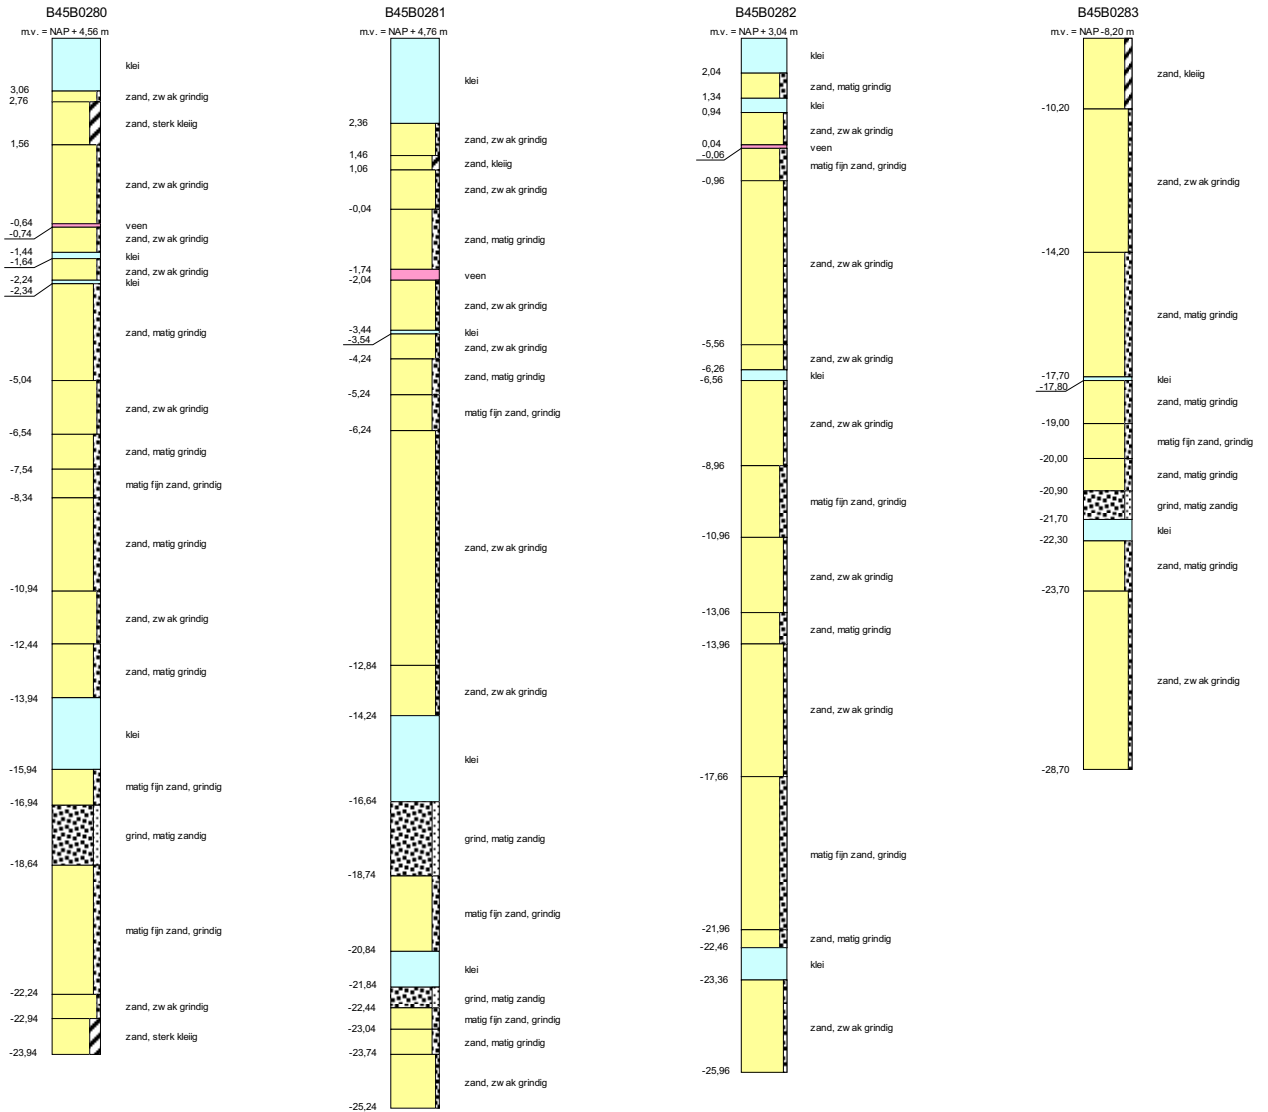 B45B0280
m.v. = NAP + 4,56 m
klei
3,06
zand, zwak grindig
2,76
zand, sterk kleiig
1,56
zand, zwak grindig
-0,64
veen
-0,74
zand, zwak grindig
-1,44
klei
-1,64
zand, zwak grindig
-2,24
klei
-2,34
zand, matig grindig
-5,04
zand, zwak grindig
-6,54
zand, matig grindig
-7,54
matig fijn zand, grindig
-8,34
zand, matig grindig
-10,94
zand, zwak grindig
-12,44
zand, matig grindig
-13,94
klei
-15,94
matig fijn zand, grindig
-16,94
grind, matig zandig
-18,64
matig fijn zand, grindig
-22,24
zand, zwak grindig
-22,94
zand, sterk kleiig
-23,94
B45B0281
m.v. = NAP + 4,76 m
klei
2,36
zand, zwak grindig
1,46
zand, kleiig
1,06
zand, zwak grindig
-0,04
zand, matig grindig
-1,74
veen
-2,04
zand, zwak grindig
-3,44
klei
-3,54
zand, zwak grindig
-4,24
zand, matig grindig
-5,24
matig fijn zand, grindig
-6,24
zand, zwak grindig
-12,84
zand, zwak grindig
-14,24
klei
-16,64
grind, matig zandig
-18,74
matig fijn zand, grindig
-20,84
klei
-21,84
grind, matig zandig
-22,44
matig fijn zand, grindig
-23,04
zand, matig grindig
-23,74
zand, zwak grindig
-25,24
B45B0282
m.v. = NAP + 3,04 m
klei
2,04
zand, matig grindig
1,34
klei
0,94
zand, zwak grindig
0,04
veen
-0,06
matig fijn zand, grindig
-0,96
zand, zwak grindig
-5,56
zand, zwak grindig
-6,26
klei
-6,56
zand, zwak grindig
-8,96
matig fijn zand, grindig
-10,96
zand, zwak grindig
-13,06
zand, matig grindig
-13,96
zand, zwak grindig
-17,66
matig fijn zand, grindig
-21,96
zand, matig grindig
-22,46
klei
-23,36
zand, zwak grindig
-25,96
B45B0283
m.v. = NAP -8,20 m
zand, kleiig
-10,20
zand, zwak grindig
-14,20
zand, matig grindig
-17,70
klei
-17,80
zand, matig grindig
-19,00
matig fijn zand, grindig
-20,00
zand, matig grindig
-20,90
grind, matig zandig
-21,70
klei
-22,30
zand, matig grindig
-23,70
zand, zwak grindig
-28,70